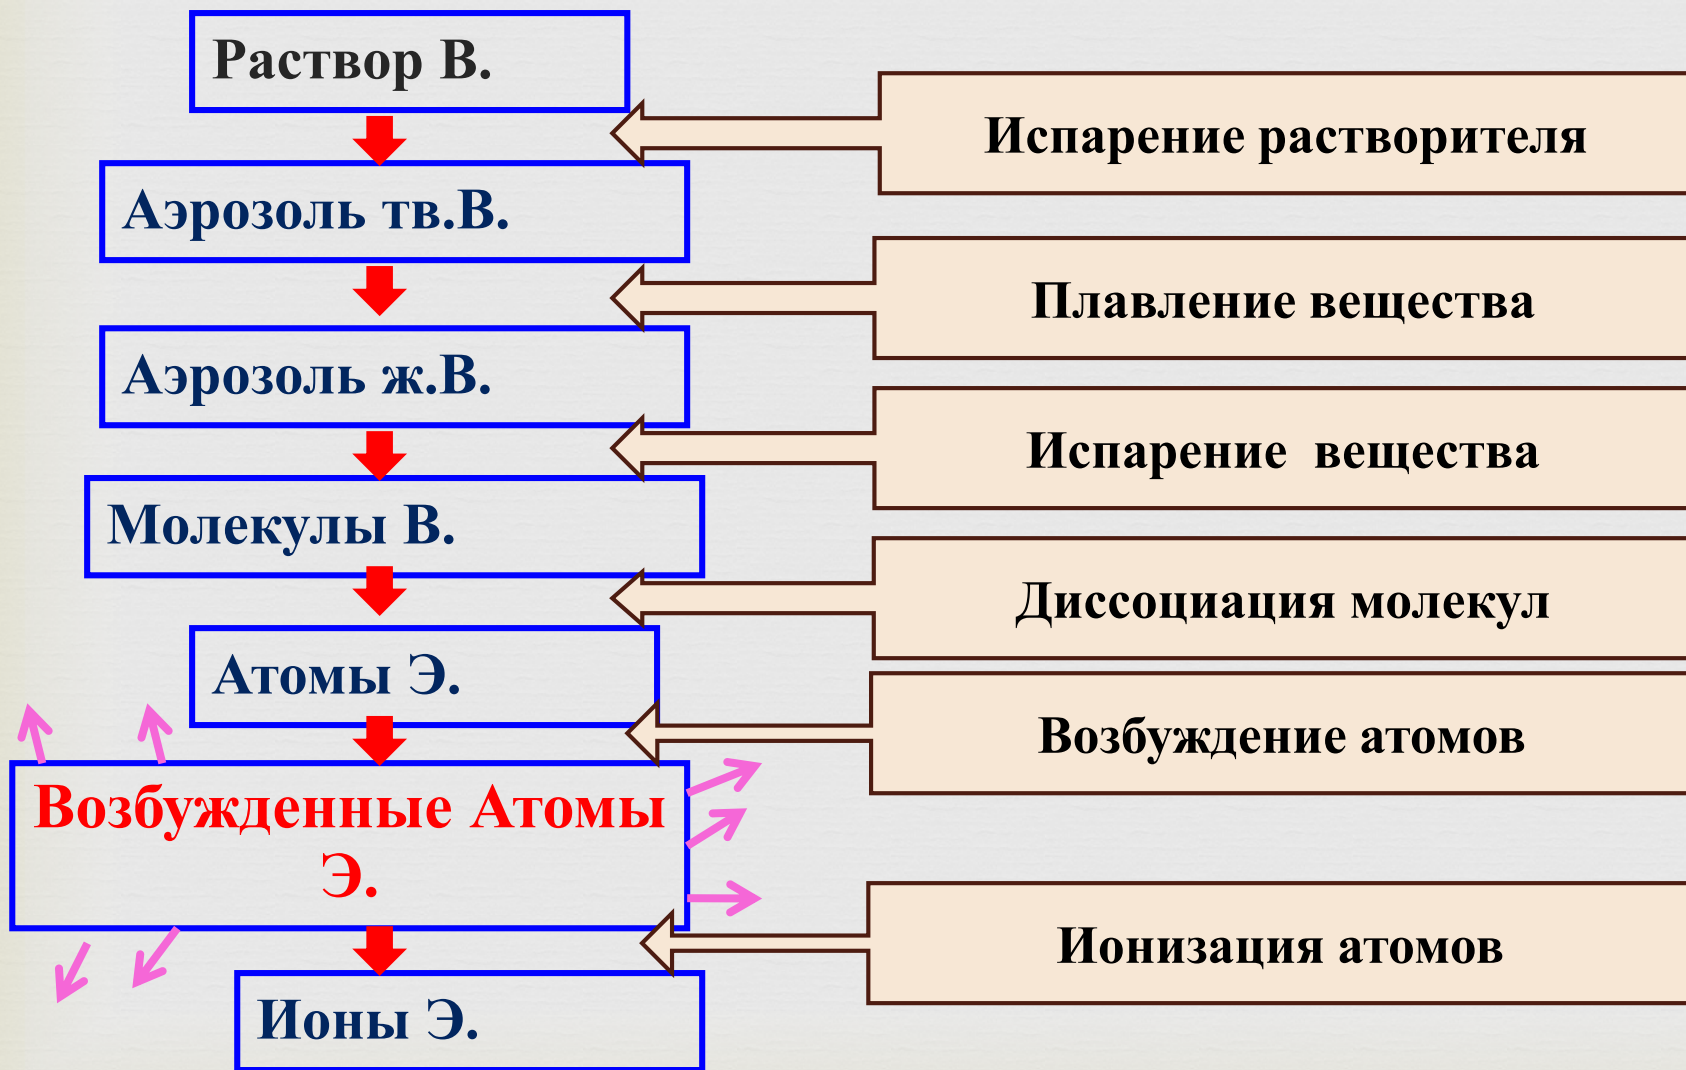 Раствор В.
Испарение растворителя
Аэрозоль тв.В.
Плавление вещества
Аэрозоль ж.В.
Испарение вещества
Молекулы В.
Диссоциация молекул
Атомы Э.
Возбуждение атомов
Возбужденные Атомы
Э.
Ионизация атомов
Ионы Э.